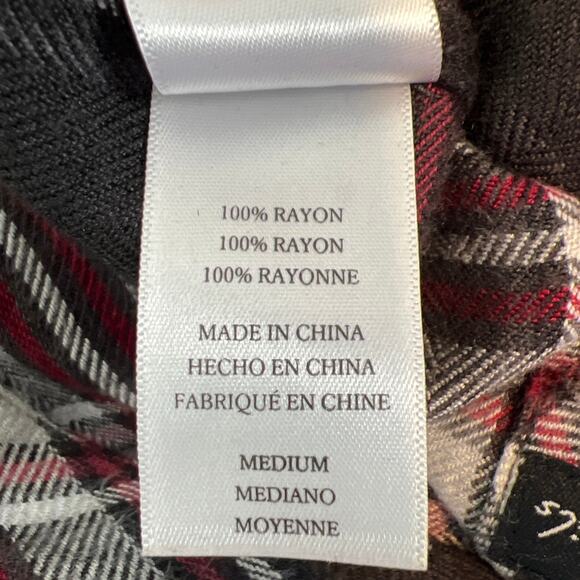 100% RAYON
100% RAYON
100% RAYONNE
MADE IN CHINA
HECHO EN CHINA
FABRIQUÉ EN CHINE
MEDIUM
MEDIANO
MOYENNE